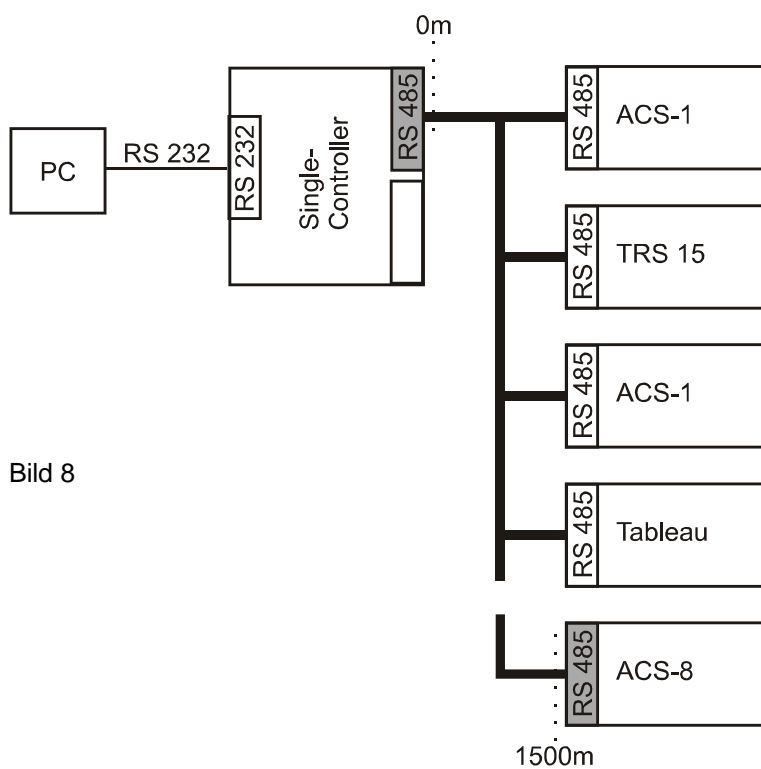 0m
PC
RS 232
RS 232
Single-
Controller
RS 485
RS 485
ACS-1
RS 485
TRS 15
RS 485
ACS-1
Bild 8
RS 485
Tableau
RS 485
ACS-8
1500m